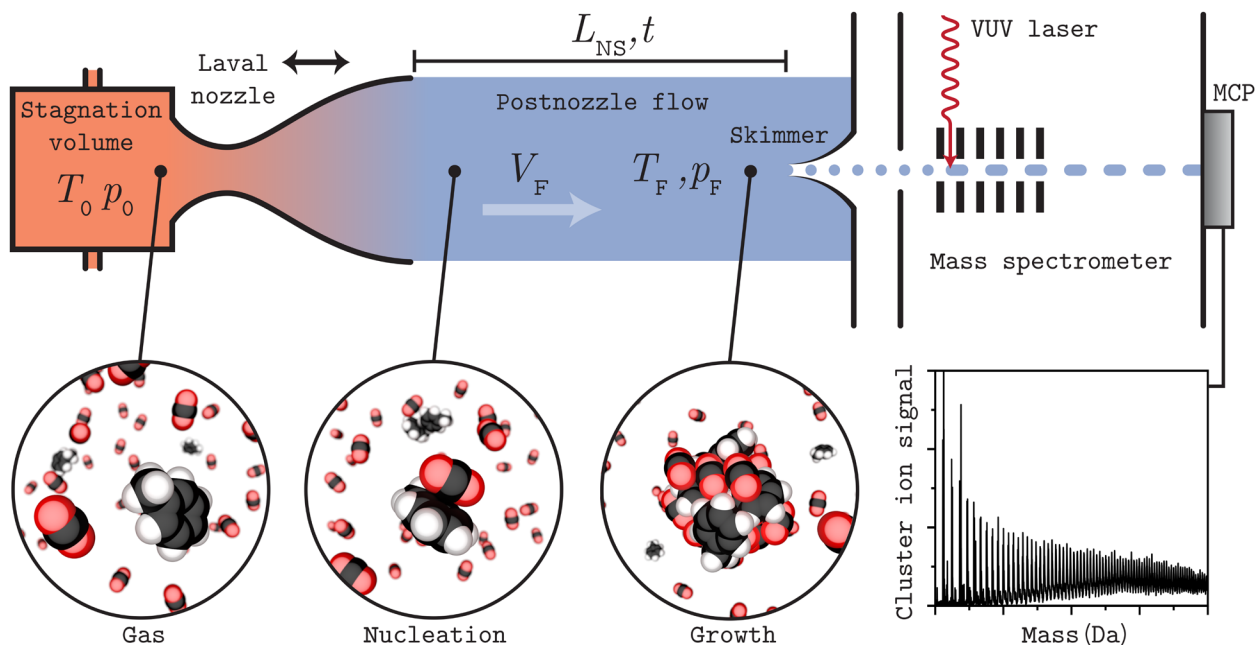 L_NS, t
VUV laser
Laval
nozzle
MCP
Stagnation
volume
Postnozzle flow
Skimmer
T_0 p_0
V_F
T_F, p_F
Mass spectrometer
Cluster ion signal
Gas
Nucleation
Growth
Mass(Da)